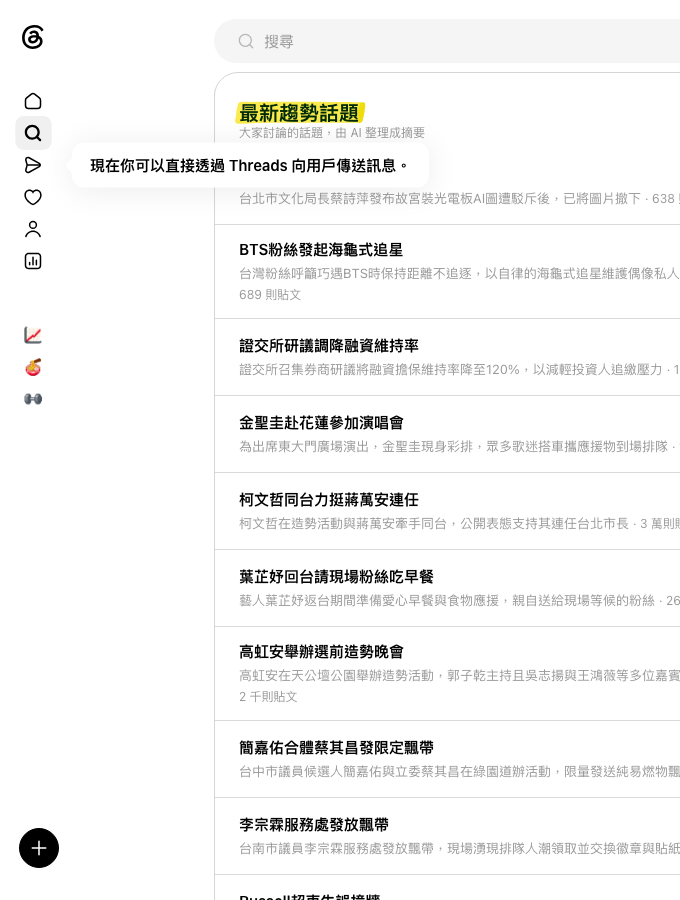 搜尋
最新趨勢話題
大家討論的話題，由 AI 整理成摘要
現在你可以直接透過 Threads 向用戶傳送訊息。
台北市文化局長蔡詩萍發布故宮裝光電板AI圖遭駁斥後，已將圖片撤下 · 638
BTS粉絲發起海龜式追星
台灣粉絲呼籲巧遇BTS時保持距離不追逐，以自律的海龜式追星維護偶像私人
689 則貼文
證交所研議調降融資維持率
證交所召集券商研議將融資擔保維持率降至120%，以減輕投資人追繳壓力 · 1
金聖圭赴花蓮參加演唱會
為出席東大門廣場演出，金聖圭現身彩排，眾多歌迷搭車攜應援物到場排隊 ·
柯文哲同台力挺蔣萬安連任
柯文哲在造勢活動與蔣萬安牽手同台，公開表態支持其連任台北市長 · 3 萬則
葉芷妤回台請現場粉絲吃早餐
藝人葉芷妤返台期間準備愛心早餐與食物應援，親自送給現場等候的粉絲 · 26
高虹安舉辦選前造勢晚會
高虹安在天公壇公園舉辦造勢活動，郭子乾主持且吳志揚與王鴻薇等多位嘉賓
2 千則貼文
簡嘉佑合體蔡其昌發限定飄帶
台中市議員候選人簡嘉佑與立委蔡其昌在綠園道辦活動，限量發送純易燃物飄
李宗霖服務處發放飄帶
台南市議員李宗霖服務處發放飄帶，現場湧現排隊人潮領取並交換徽章與貼紙